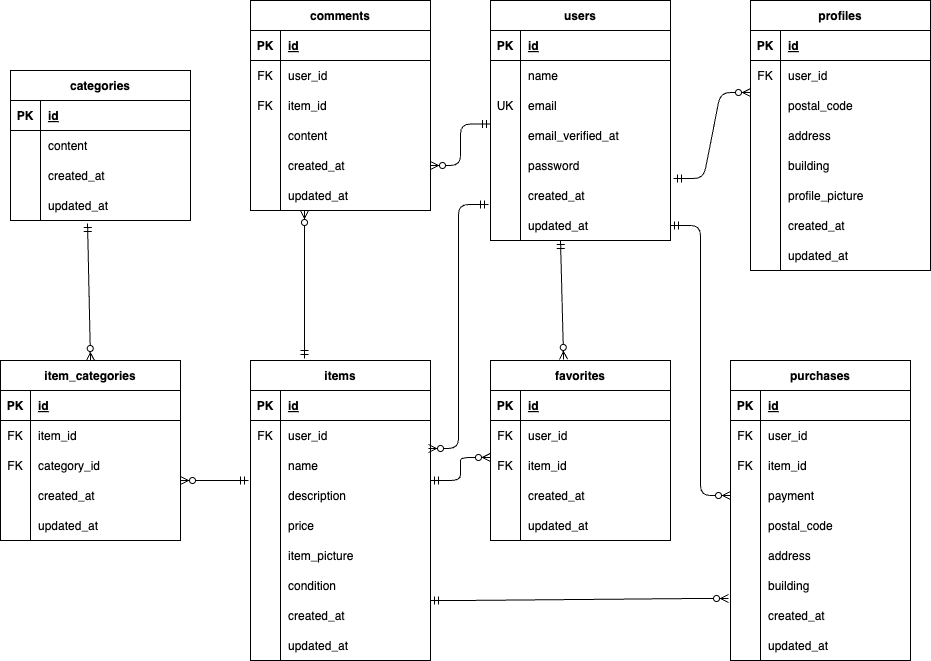 comments
PK id
FK user_id
FK item_id
content
created_at
updated_at
users
PK id
name
UK email
email_verified_at
password
created_at
updated_at
profiles
PK id
FK user_id
postal_code
address
building
profile_picture
created_at
updated_at
categories
PK id
content
created_at
updated_at
item_categories
PK id
FK item_id
FK category_id
created_at
updated_at
items
PK id
FK user_id
name
description
price
item_picture
condition
created_at
updated_at
favorites
PK id
FK user_id
FK item_id
created_at
updated_at
purchases
PK id
FK user_id
FK item_id
payment
postal_code
address
building
created_at
updated_at